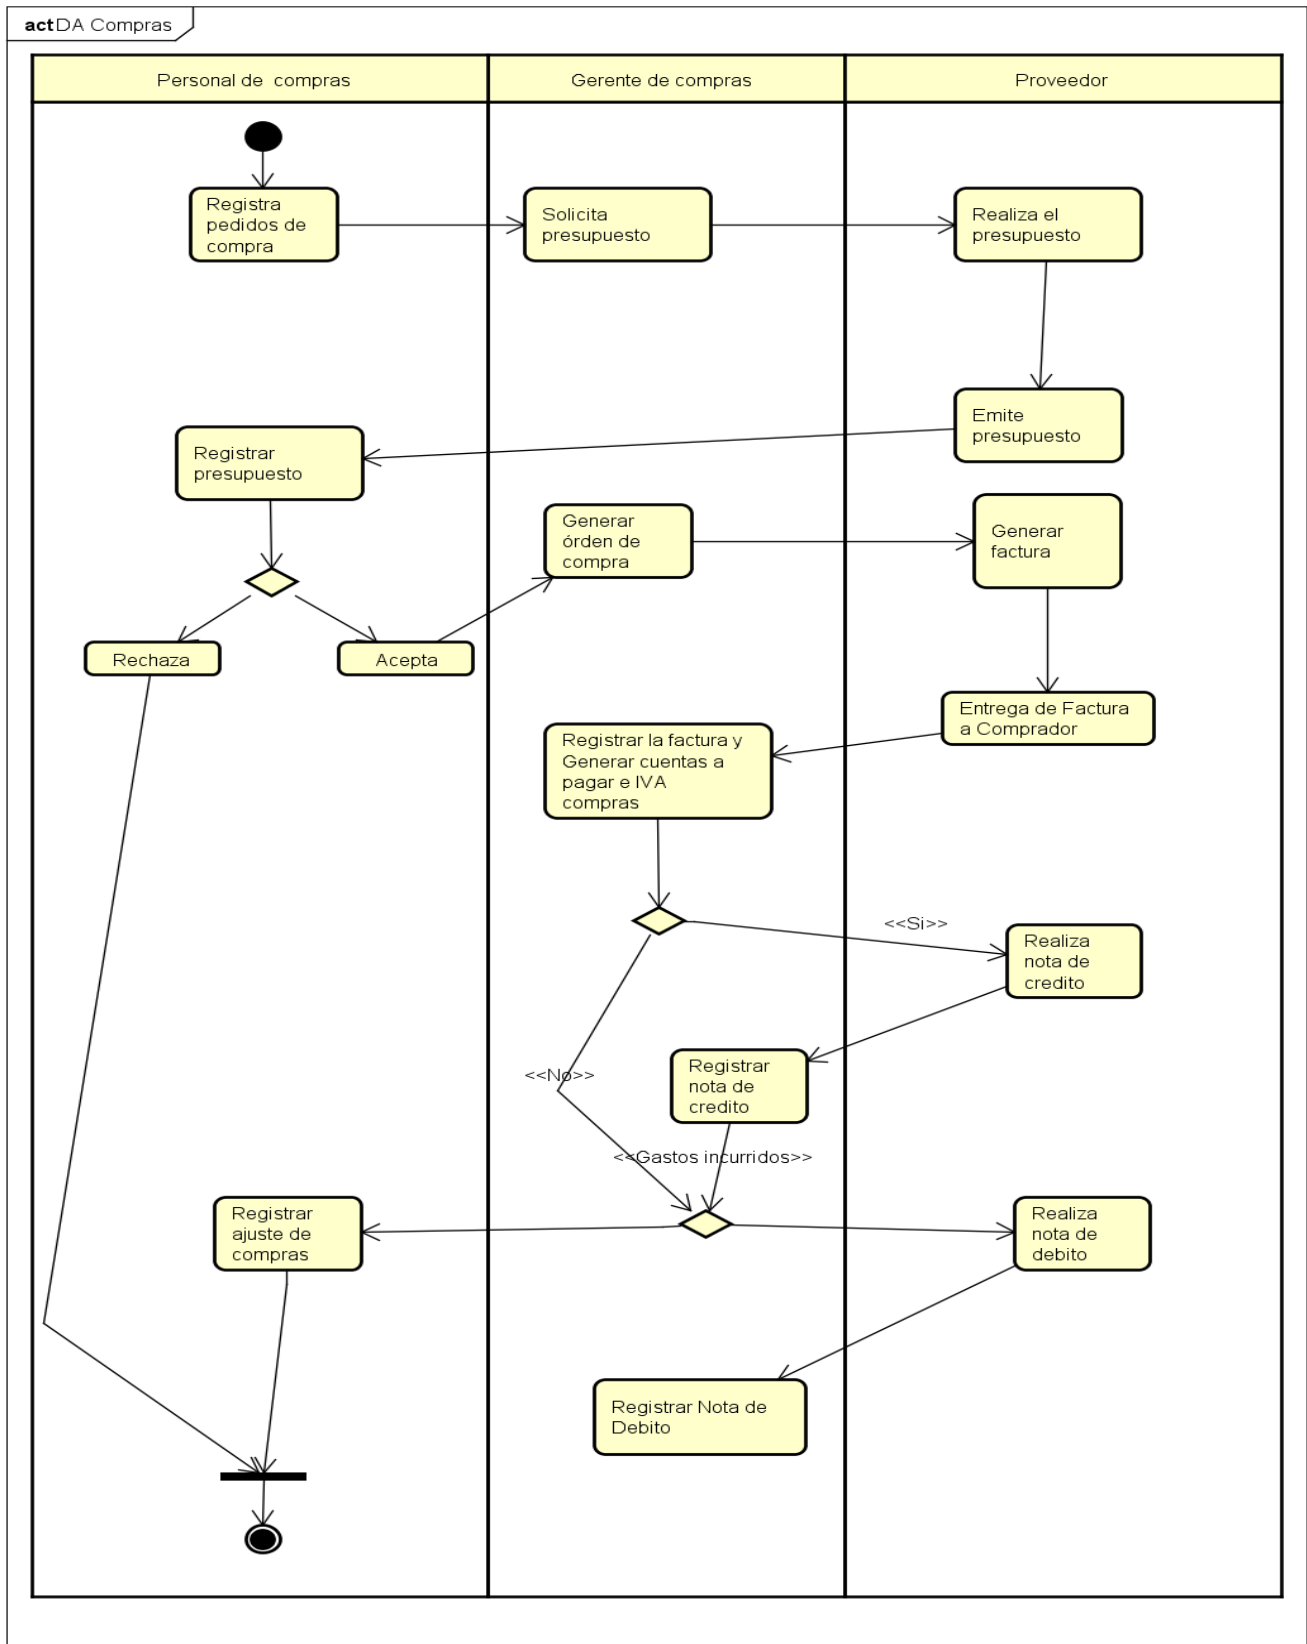 actDA Compras
Personal de compras
Gerente de compras
Proveedor
Registra
pedidos de
compra
Solicita
presupuesto
Realiza el
presupuesto
Emite
presupuesto
Registrar
presupuesto
Generar
órden de
compra
Generar
factura
Rechaza
Acepta
Entrega de Factura
a Comprador
Registrar la factura y
Generar cuentas a
pagar e IVA
compras
<<Si>>
Realiza
nota de
credito
Registrar
nota de
credito
<<No>>
<<Gastos incurridos>>
Registrar
ajuste de
compras
Realiza
nota de
debito
Registrar Nota de
Debito